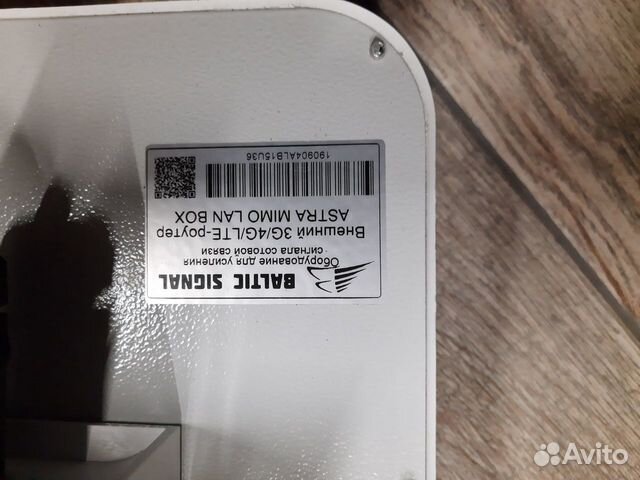 BALTIC SIGNAL
Оборудование для усиления
сигнала сотовой связи
Внешний 3G/4G/LTE-роутер
ASTRA MIMO LAN BOX
190904ALB15U36
Avito